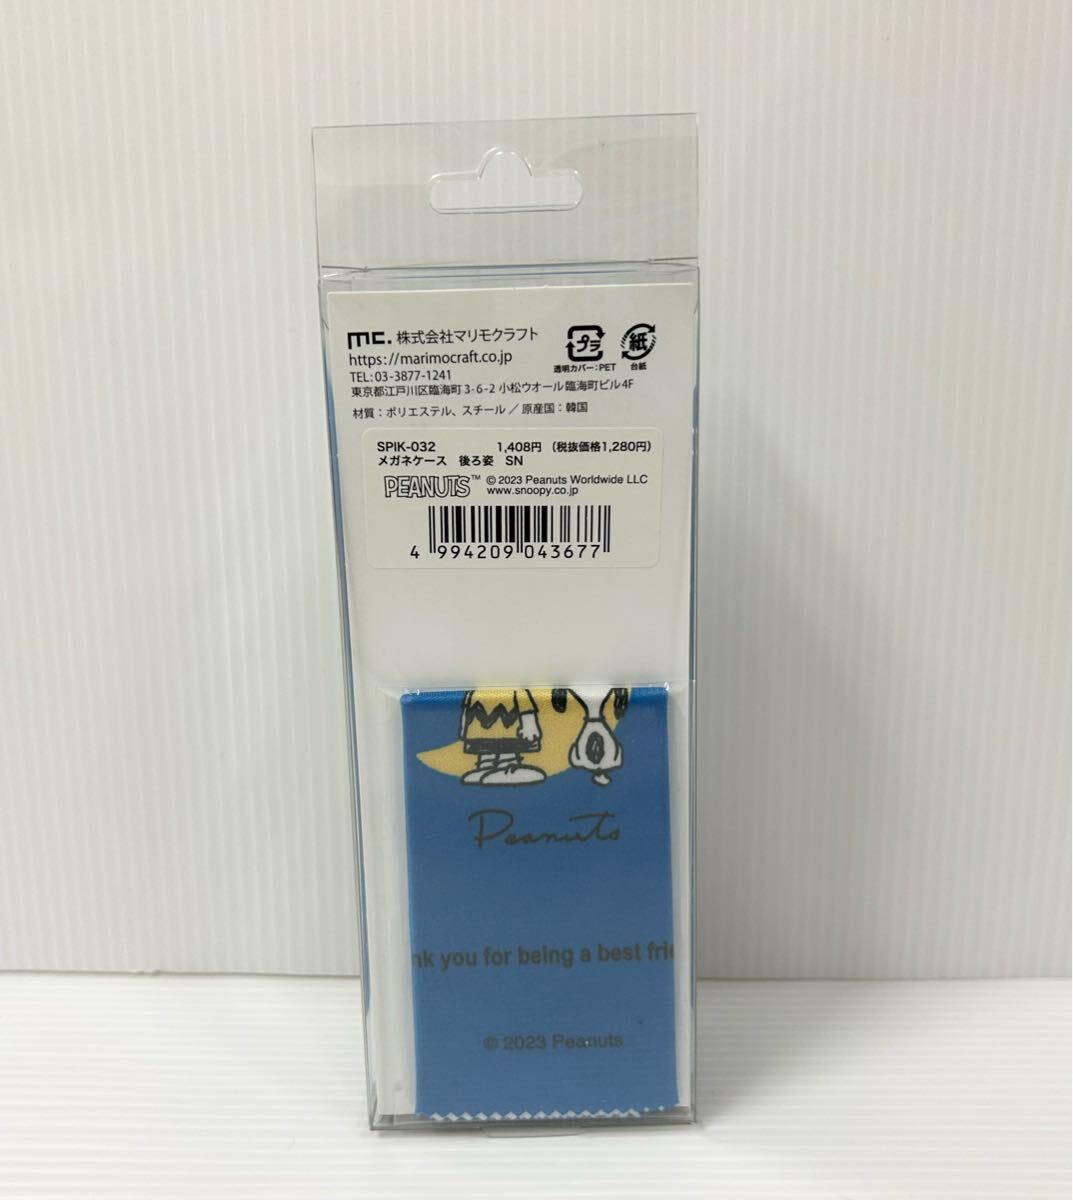 mc. 株式会社マリモクラフト
https://marimocraft.co.jp
TEL:03-3877-1241
東京都江戸川区臨海町3-6-2 小松ウオール臨海町ビル4F
プラ
透明カバー:PET
紙
台紙
材質:ポリエステル、スチール/原産国:韓国
SPIK-032 1,408円 (税抜価格1,280円)
メガネケース 後ろ姿 SN
PEANUTS™ © 2023 Peanuts Worldwide LLC
www.snoopy.co.jp
4 994209 043677
Peanuts
nk you for being a best frie
© 2023 Peanuts